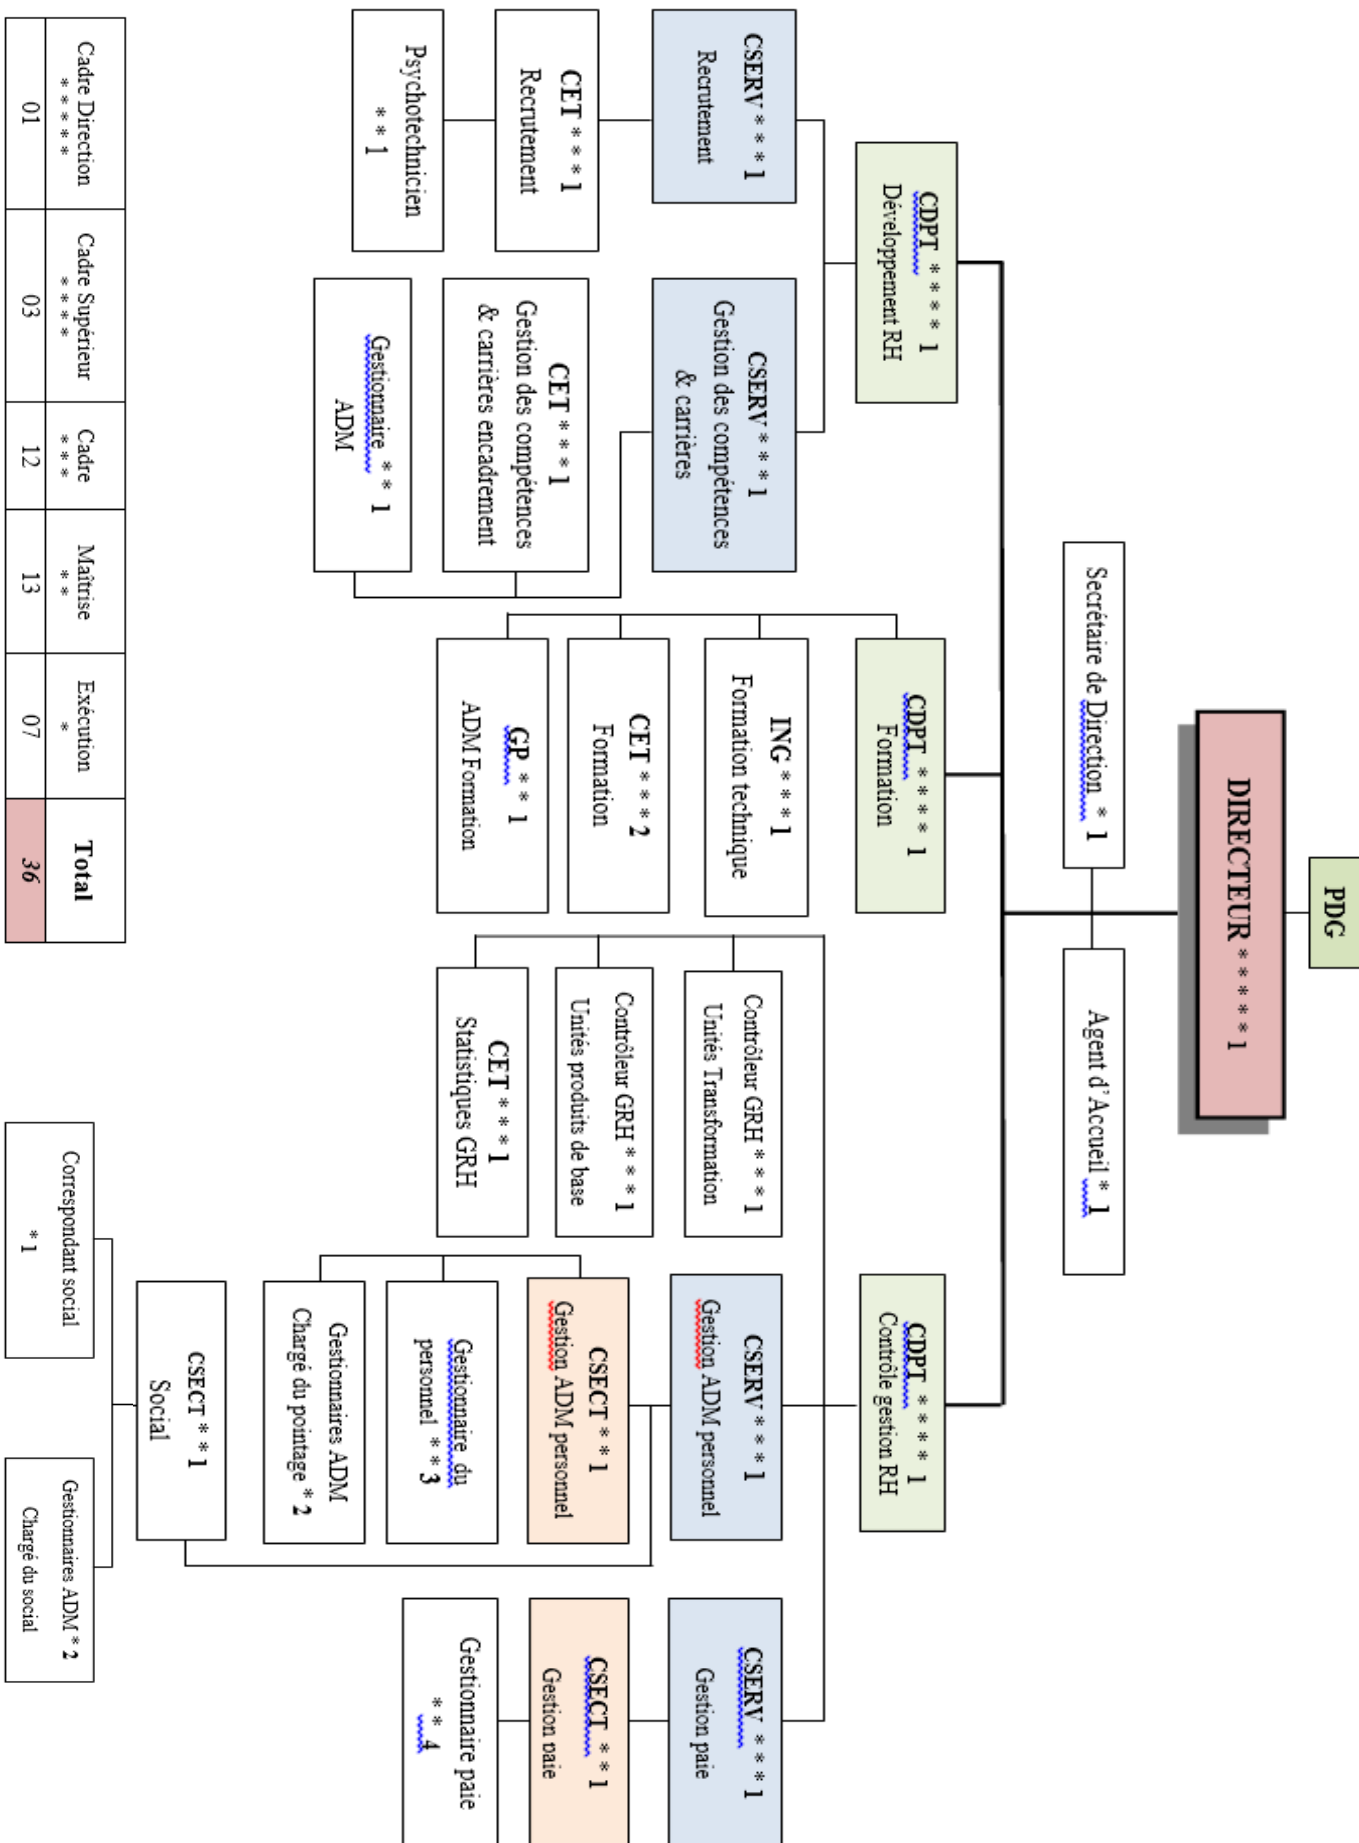 PDG
DIRECTEUR * * * * * 1
Secrétaire de Direction * 1
Agent d'Accueil * 1
CDPT * * * * 1
Développement RH
CDPT * * * * 1
Formation
CDPT * * * * 1
Contrôle gestion RH
CSERV * * * 1
Recrutement
CSERV * * * 1
Gestion des compétences
& carrières
CET * * * 1
Recrutement
Psychotechnicien
* * 1
CET * * * 1
Gestion des compétences
& carrières encadrement
Gestionnaire * * 1
ADM
ING * * * 1
Formation technique
CET * * * 2
Formation
GP * * 1
ADM Formation
Contrôleur GRH * * * 1
Unités Transformation
Contrôleur GRH * * * 1
Unités produits de base
CET * * * 1
Statistiques GRH
CSERV * * * 1
Gestion ADM personnel
CSECT * * 1
Gestion ADM personnel
Gestionnaire du
personnel * * 3
Gestionnaires ADM
Chargé du pointage * 2
CSERV * * * 1
Gestion paie
CSECT * * 1
Gestion paie
Gestionnaire paie
* * 4
CSECT * * 1
Social
Correspondant social
* 1
Gestionnaires ADM * 2
Chargé du social
Cadre Direction
* * * * *
Cadre Supérieur
* * * *
Cadre
* * *
Maîtrise
* *
Exécution
*
Total
01 03 12 13 07 36